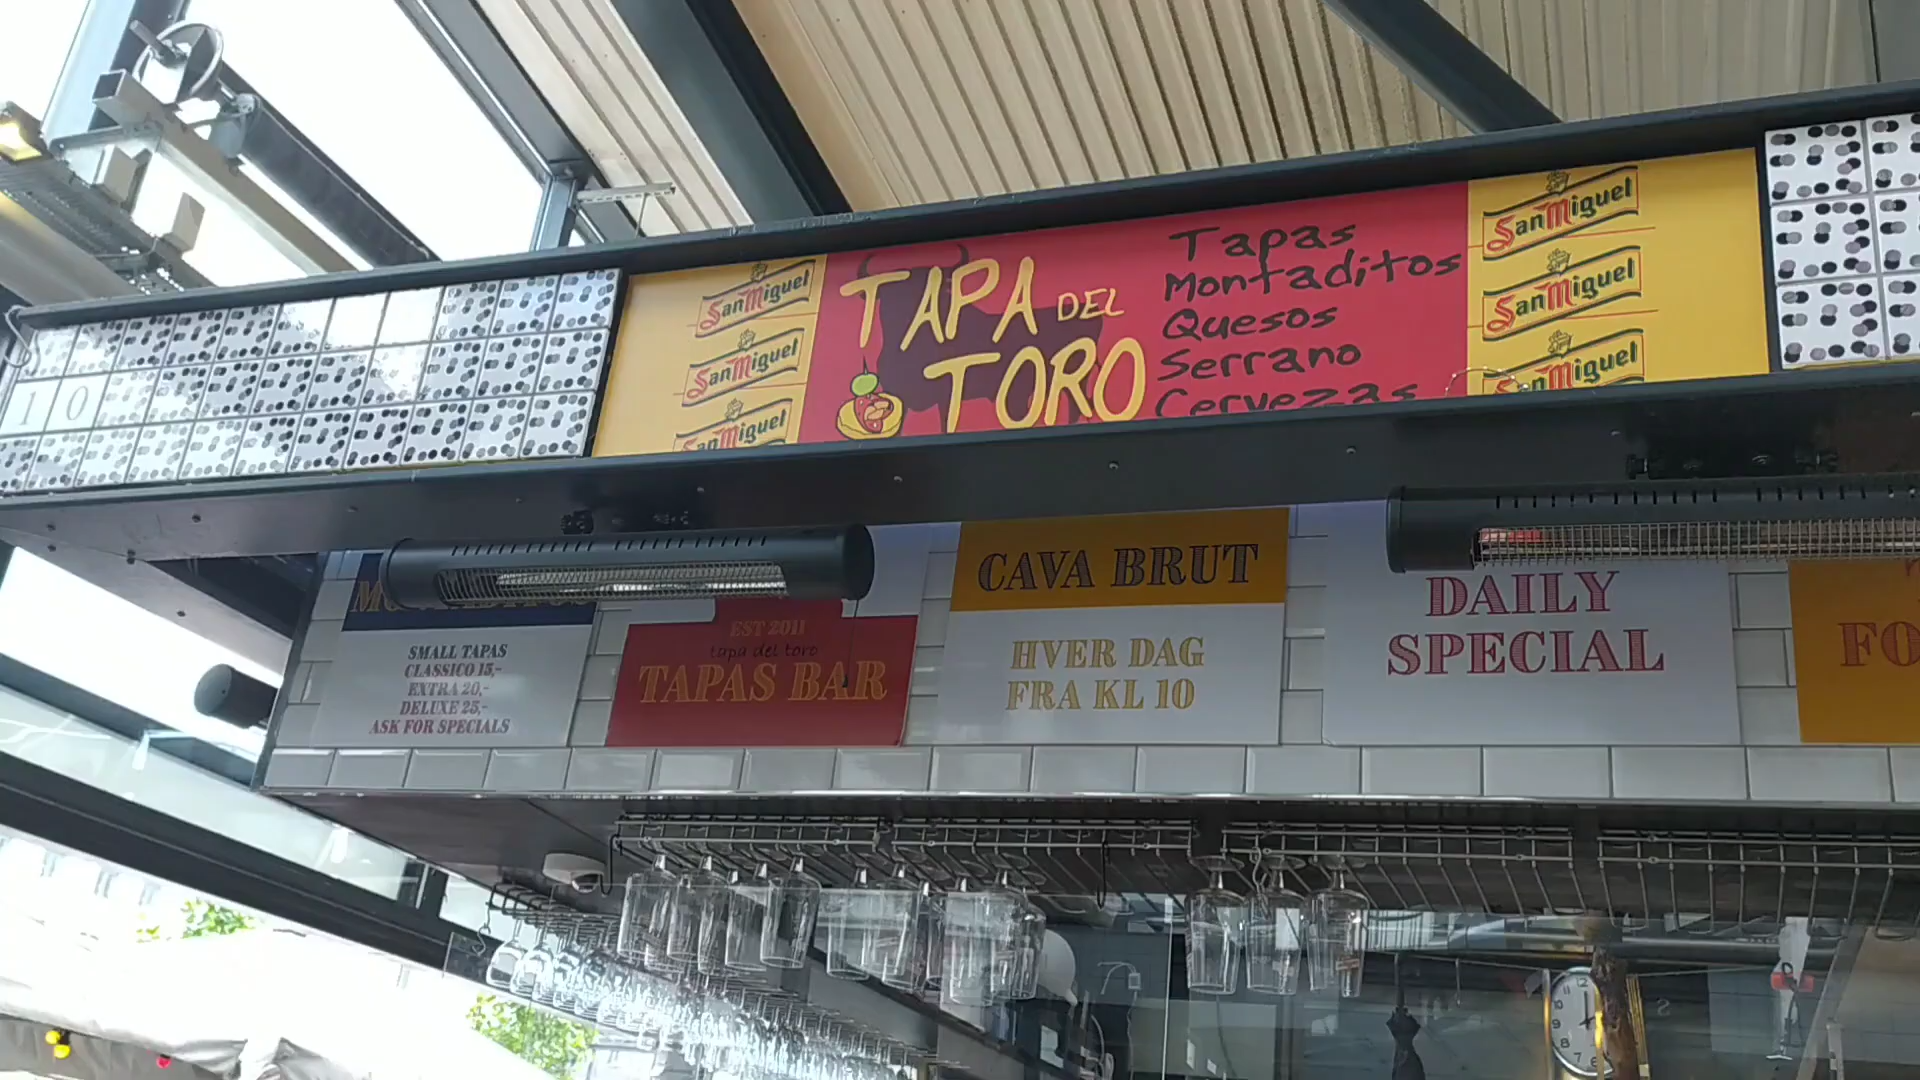 10
San Miguel
San Miguel
San Miguel
TAPA DEL
TORO
Tapas
Montaditos
Quesos
Serrano
Cervezas
San Miguel
San Miguel
San Miguel
SMALL TAPAS
CLASSICO 15,-
EXTRA 20,-
DELUXE 25,-
ASK FOR SPECIALS
EST 2011
tapa del toro
TAPAS BAR
CAVA BRUT
HVER DAG
FRA KL 10
DAILY
SPECIAL